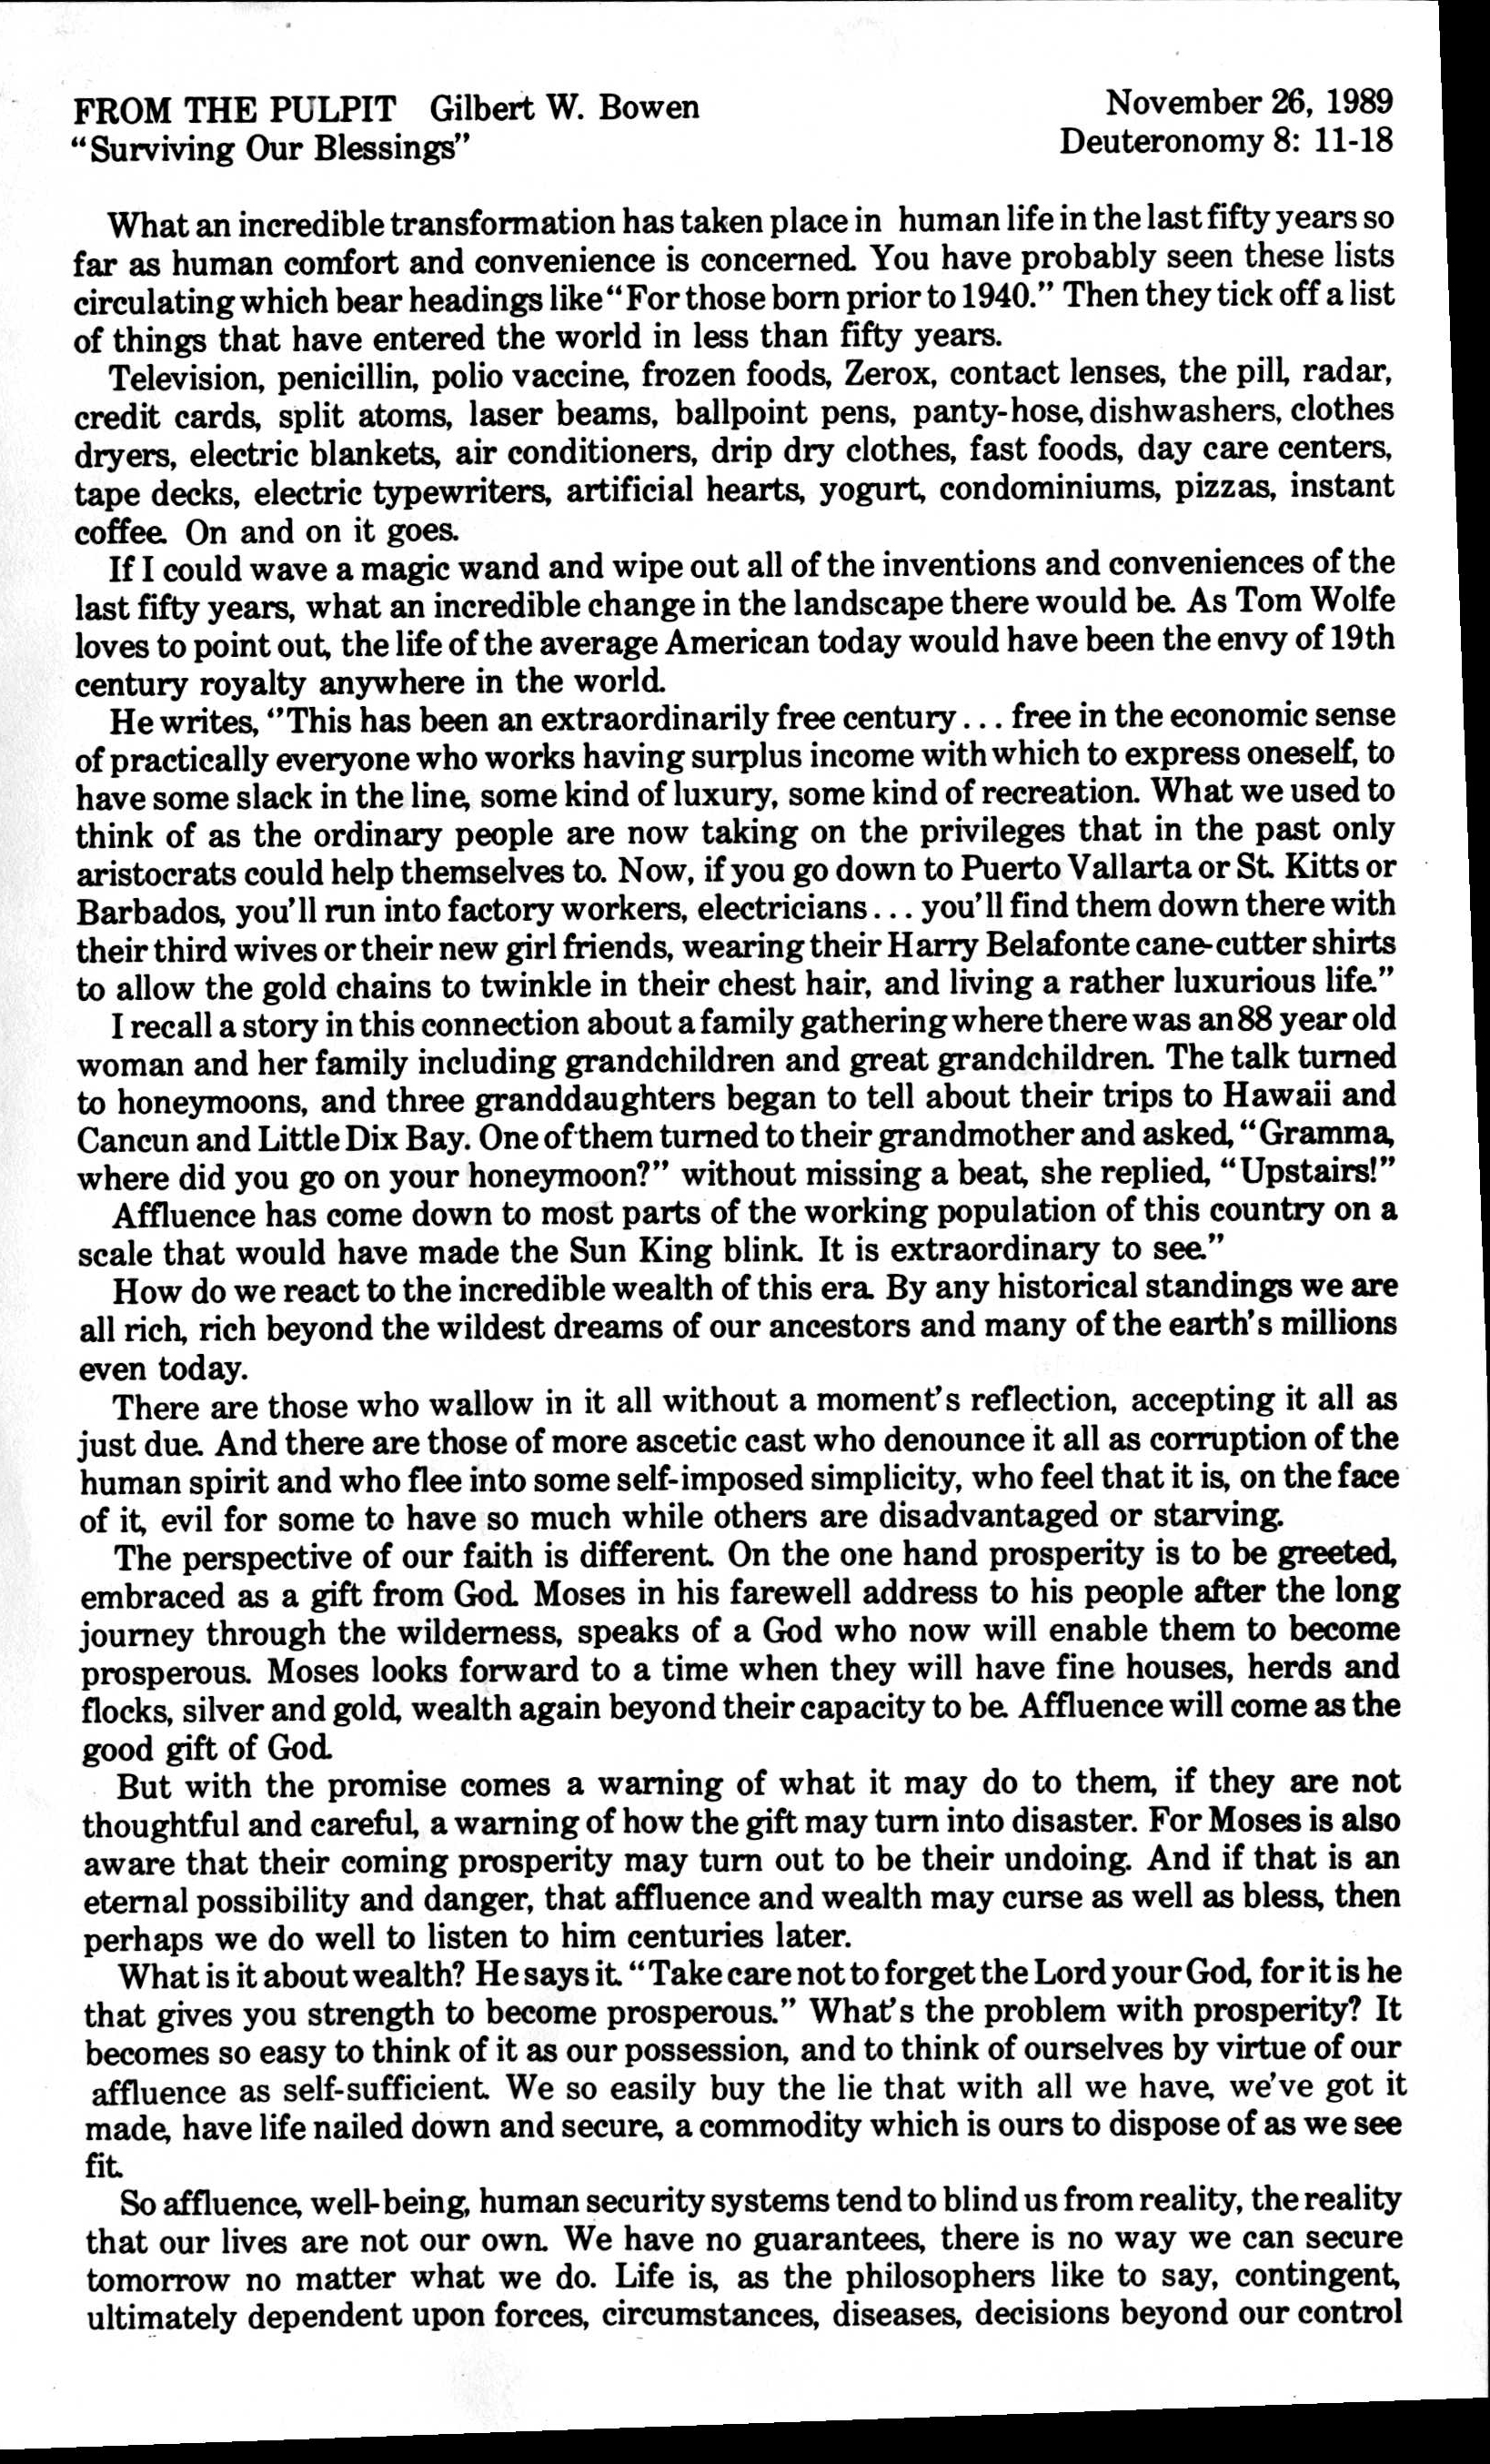 FROM THE PULPIT Gilbert W. Bowen November 26, 1989
"Surviving Our Blessings" Deuteronomy 8: 11-18
What an incredible transformation has taken place in human life in the last fifty years so
far as human comfort and convenience is concerned. You have probably seen these lists
circulating which bear headings like "For those born prior to 1940." Then they tick off a list
of things that have entered the world in less than fifty years.
Television, penicillin, polio vaccine, frozen foods, Zerox, contact lenses, the pill, radar,
credit cards, split atoms, laser beams, ballpoint pens, panty-hose, dishwashers, clothes
dryers, electric blankets, air conditioners, drip dry clothes, fast foods, day care centers,
tape decks, electric typewriters, artificial hearts, yogurt, condominiums, pizzas, instant
coffee. On and on it goes.
If I could wave a magic wand and wipe out all of the inventions and conveniences of the
last fifty years, what an incredible change in the landscape there would be. As Tom Wolfe
loves to point out, the life of the average American today would have been the envy of 19th
century royalty anywhere in the world.
He writes, "This has been an extraordinarily free century... free in the economic sense
of practically everyone who works having surplus income with which to express oneself, to
have some slack in the line, some kind of luxury, some kind of recreation. What we used to
think of as the ordinary people are now taking on the privileges that in the past only
aristocrats could help themselves to. Now, if you go down to Puerto Vallarta or St. Kitts or
Barbados, you'll run into factory workers, electricians... you'll find them down there with
their third wives or their new girl friends, wearing their Harry Belafonte cane-cutter shirts
to allow the gold chains to twinkle in their chest hair, and living a rather luxurious life."
I recall a story in this connection about a family gathering where there was an 88 year old
woman and her family including grandchildren and great grandchildren. The talk turned
to honeymoons, and three granddaughters began to tell about their trips to Hawaii and
Cancun and Little Dix Bay. One of them turned to their grandmother and asked, "Gramma,
where did you go on your honeymoon?" without missing a beat, she replied, "Upstairs!"
Affluence has come down to most parts of the working population of this country on a
scale that would have made the Sun King blink. It is extraordinary to see."
How do we react to the incredible wealth of this era. By any historical standings we are
all rich, rich beyond the wildest dreams of our ancestors and many of the earth's millions
even today.
There are those who wallow in it all without a moment's reflection, accepting it all as
just due. And there are those of more ascetic cast who denounce it all as corruption of the
human spirit and who flee into some self-imposed simplicity, who feel that it is, on the face
of it, evil for some to have so much while others are disadvantaged or starving.
The perspective of our faith is different. On the one hand prosperity is to be greeted,
embraced as a gift from God. Moses in his farewell address to his people after the long
journey through the wilderness, speaks of a God who now will enable them to become
prosperous. Moses looks forward to a time when they will have fine houses, herds and
flocks, silver and gold, wealth again beyond their capacity to be. Affluence will come as the
good gift of God.
But with the promise comes a warning of what it may do to them, if they are not
thoughtful and careful, a warning of how the gift may turn into disaster. For Moses is also
aware that their coming prosperity may turn out to be their undoing. And if that is an
eternal possibility and danger, that affluence and wealth may curse as well as bless, then
perhaps we do well to listen to him centuries later.
What is it about wealth? He says it. "Take care not to forget the Lord your God, for it is he
that gives you strength to become prosperous." What's the problem with prosperity? It
becomes so easy to think of it as our possession, and to think of ourselves by virtue of our
affluence as self-sufficient. We so easily buy the lie that with all we have, we've got it
made, have life nailed down and secure, a commodity which is ours to dispose of as we see
fit.
So affluence, well-being, human security systems tend to blind us from reality, the reality
that our lives are not our own. We have no guarantees, there is no way we can secure
tomorrow no matter what we do. Life is, as the philosophers like to say, contingent,
ultimately dependent upon forces, circumstances, diseases, decisions beyond our control